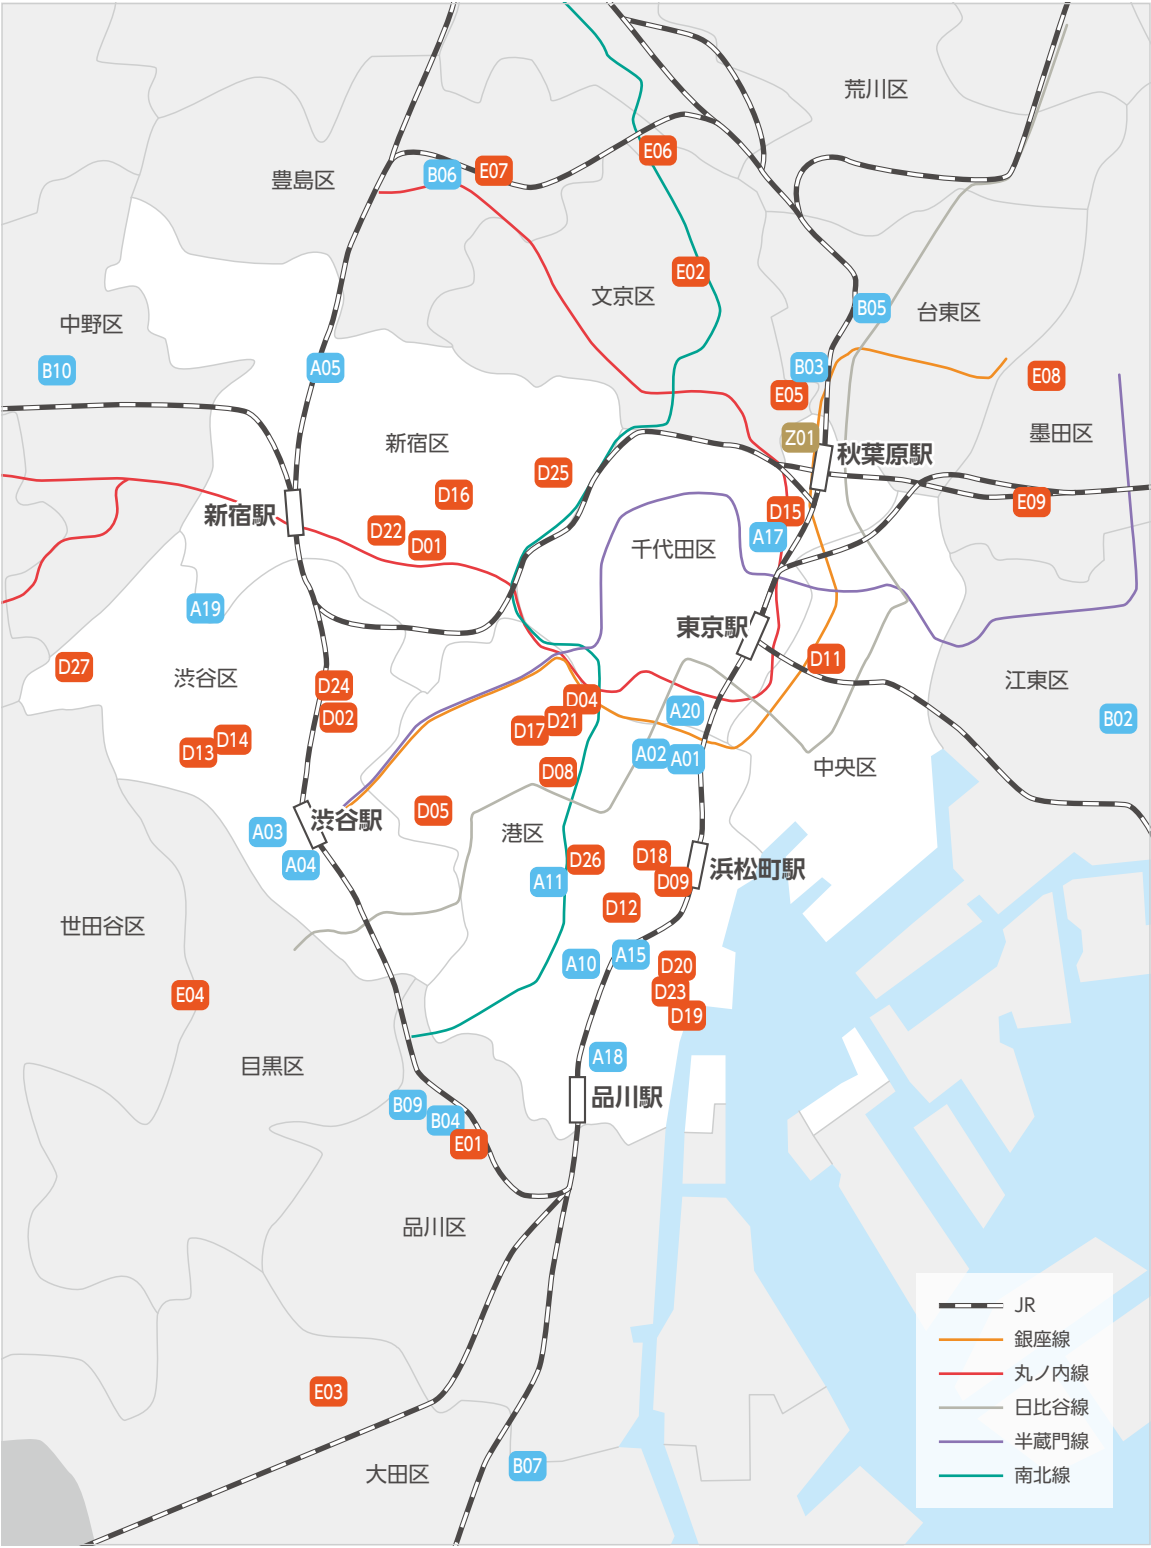 荒川区
E06
豊島区
B06
E07
E02
文京区
B05
台東区
中野区
B10
A05
B03
E05
E08
墨田区
Z01
秋葉原駅
新宿区
D25
D16
E09
新宿駅
D22
D01
D15
A17
千代田区
A19
東京駅
D27
渋谷区
D24
D02
D11
江東区
B02
D04
D21
D17
A20
D14
D13
A02
A01
中央区
D08
D05
渋谷駅
A03
A04
港区
D26
A11
D18
D09
浜松町駅
D12
世田谷区
A10
A15
D20
D23
D19
E04
目黒区
A18
品川駅
B09
B04
E01
品川区
E03
大田区
B07
JR
銀座線
丸ノ内線
日比谷線
半蔵門線
南北線